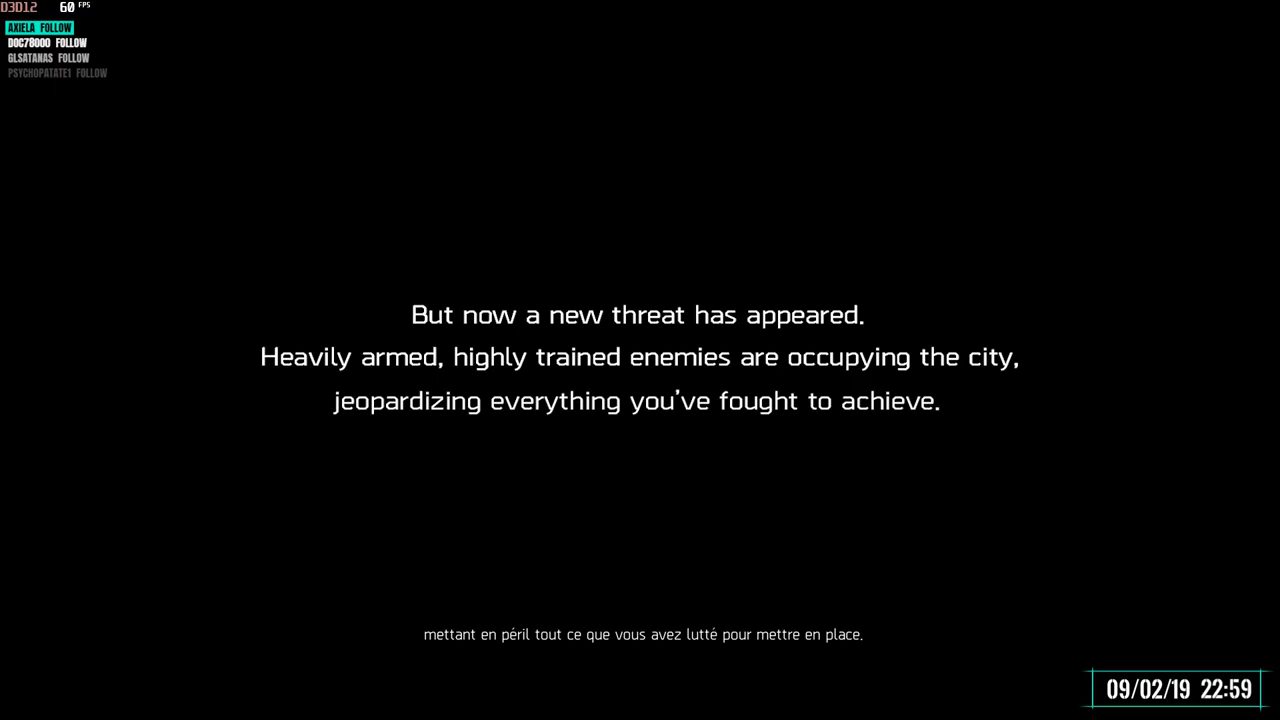 D3D12 60 FPS
AXIELA FOLLOW
DOC78000 FOLLOW
GLSATANAS FOLLOW
PSYCHOPATATE1 FOLLOW
But now a new threat has appeared.
Heavily armed, highly trained enemies are occupying the city,
jeopardizing everything you've fought to achieve.
mettant en péril tout ce que vous avez lutté pour mettre en place.
09/02/19 22:59